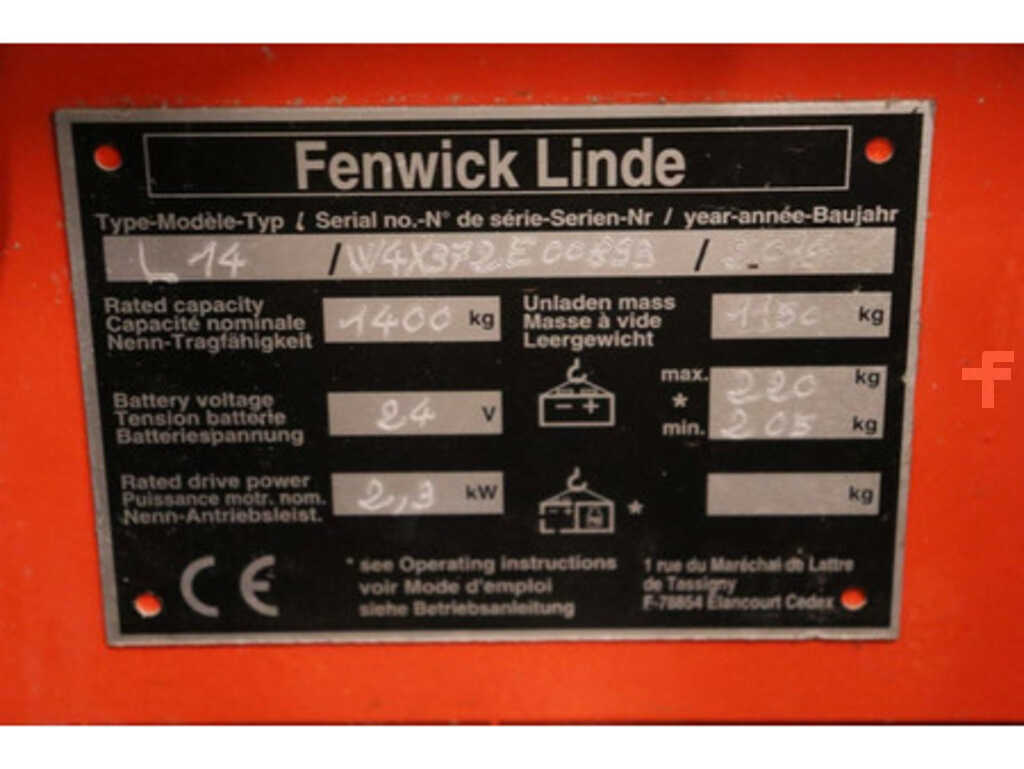 Fenwick Linde
Type-Modèle-Typ / Serial no.-N° de série-Serien-Nr / year-année-Baujahr
L 14 /
Rated capacity
Capacité nominale
Nenn-Tragfähigkeit
1400 kg
Unladen mass
Masse à vide
Leergewicht
1150 kg
Battery voltage
Tension batterie
Batteriespannung
24 V
- +
max. 220 kg
*
min. 205 kg
Rated drive power
Puissance motr. nom.
Nenn-Antriebsleist.
2,3 kW
*
kg
CE
* see Operating instructions
voir Mode d'emploi
siehe Betriebsanleitung
1 rue du Maréchal de Lattre
de Tassigny
F-78854 Elancourt Cedex
f